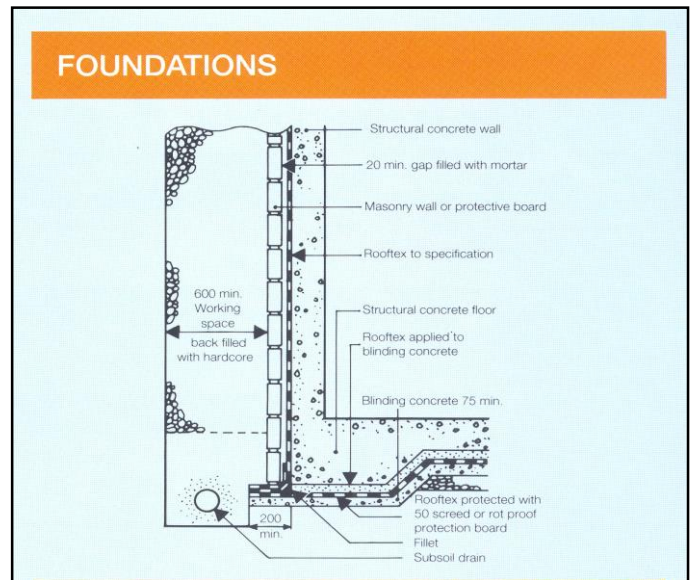 FOUNDATIONS
Structural concrete wall
20 min. gap filled with mortar
Masonry wall or protective board
Rooftex to specification
600 min.
Working
space
back filled
with hardcore
Structural concrete floor
Rooftex applied to
blinding concrete
Blinding concrete 75 min.
Rooftex protected with
50 screed or rot proof
protection board
200
min.
Fillet
Subsoil drain